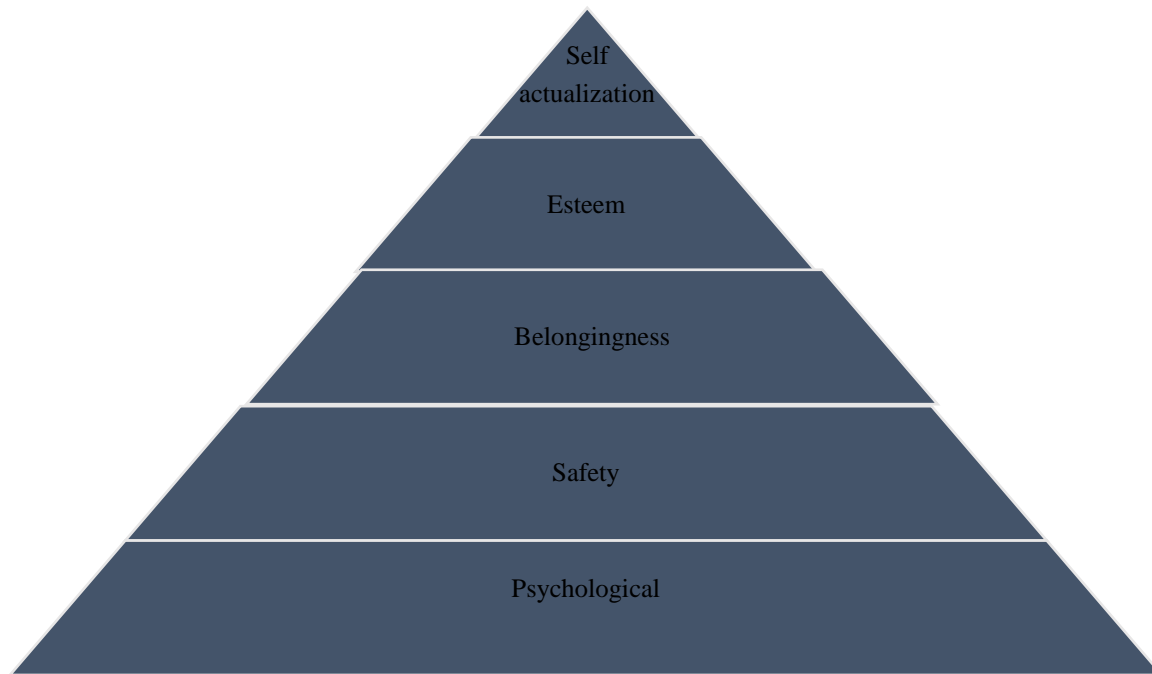 Self
actualization
Esteem
Belongingness
Safety
Psychological